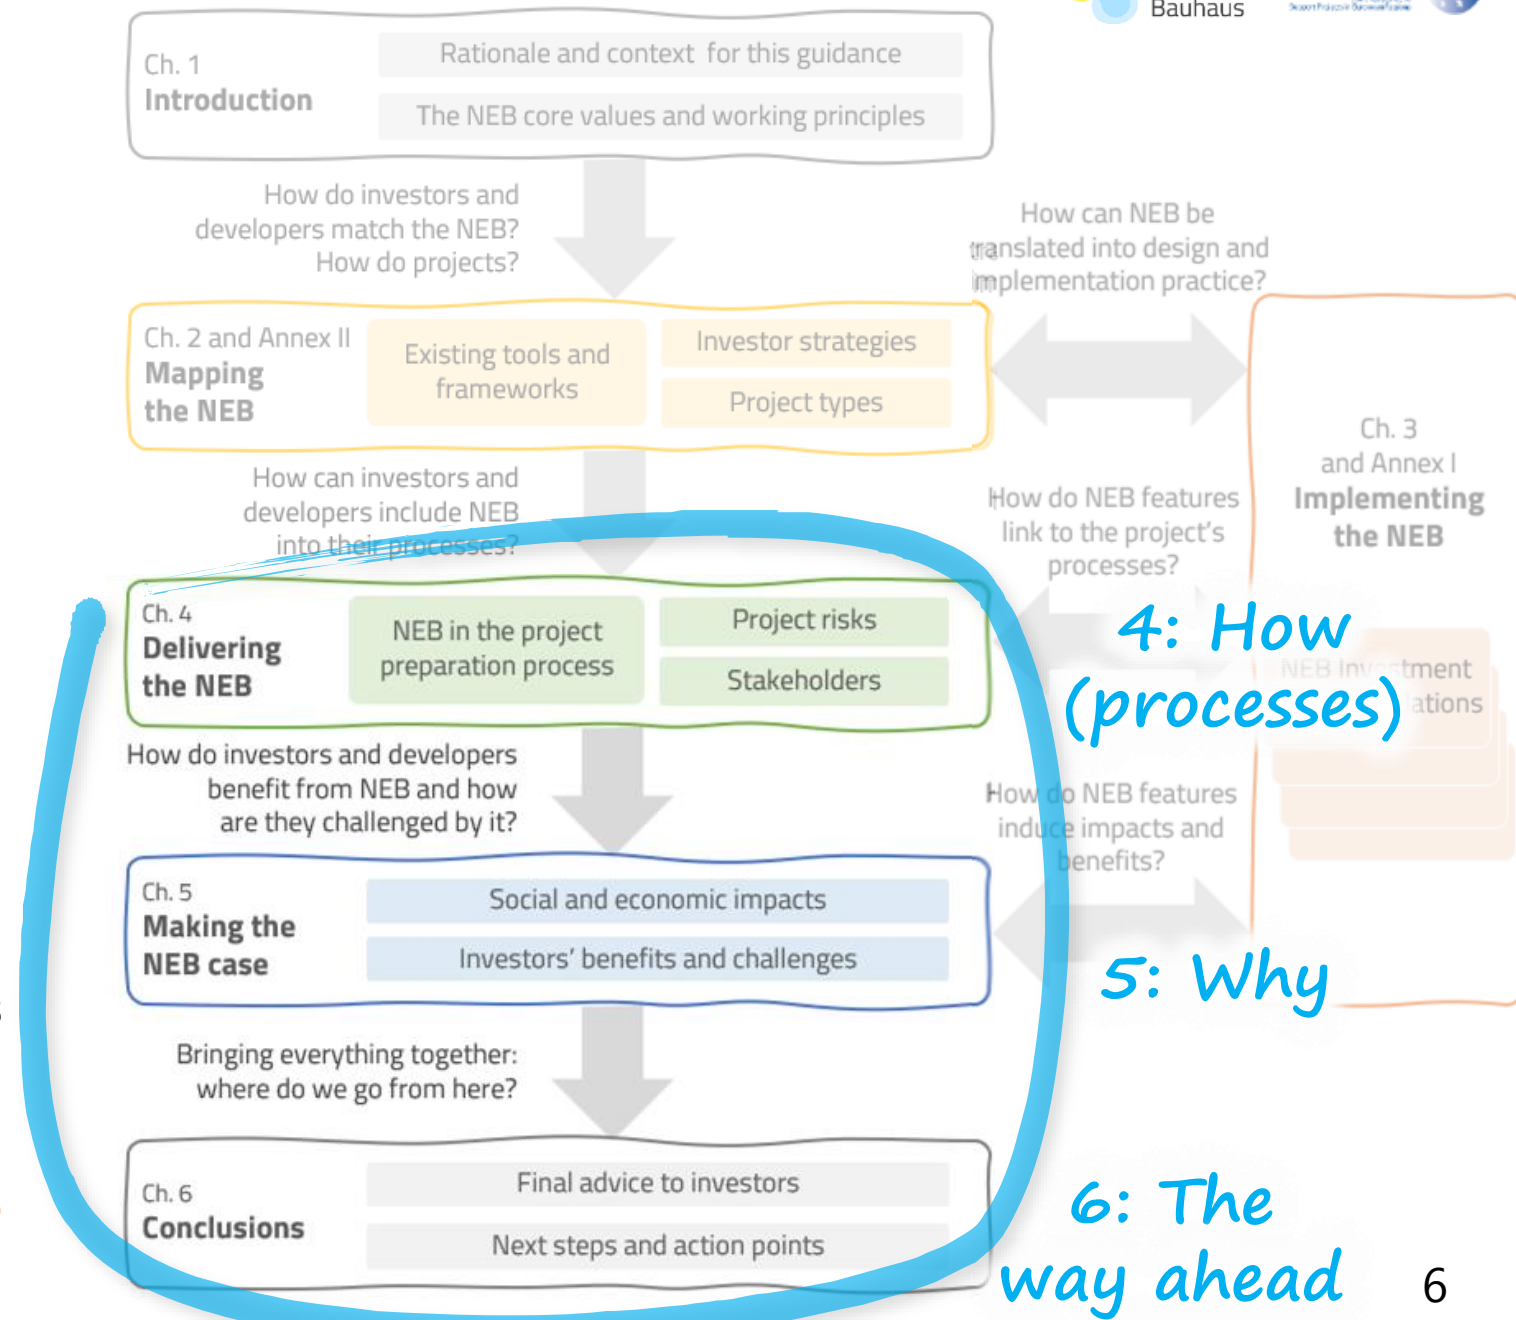 Bauhaus
Support Projects in European Regions
Ch. 1
Introduction
Rationale and context for this guidance
The NEB core values and working principles
How do investors and
developers match the NEB?
How do projects?
How can NEB be
translated into design and
implementation practice?
Ch. 2 and Annex II
Mapping
the NEB
Existing tools and
frameworks
Investor strategies
Project types
Ch. 3
and Annex I
Implementing
the NEB
How can investors and
developers include NEB
into their processes?
How do NEB features
link to the project's
processes?
Ch. 4
Delivering
the NEB
NEB in the project
preparation process
Project risks
Stakeholders
4: How
(processes)
NEB Investment
How do investors and developers
benefit from NEB and how
are they challenged by it?
How do NEB features
induce impacts and
benefits?
Ch. 5
Making the
NEB case
Social and economic impacts
Investors' benefits and challenges
5: Why
Bringing everything together:
where do we go from here?
Ch. 6
Conclusions
Final advice to investors
Next steps and action points
6: The
way ahead
6